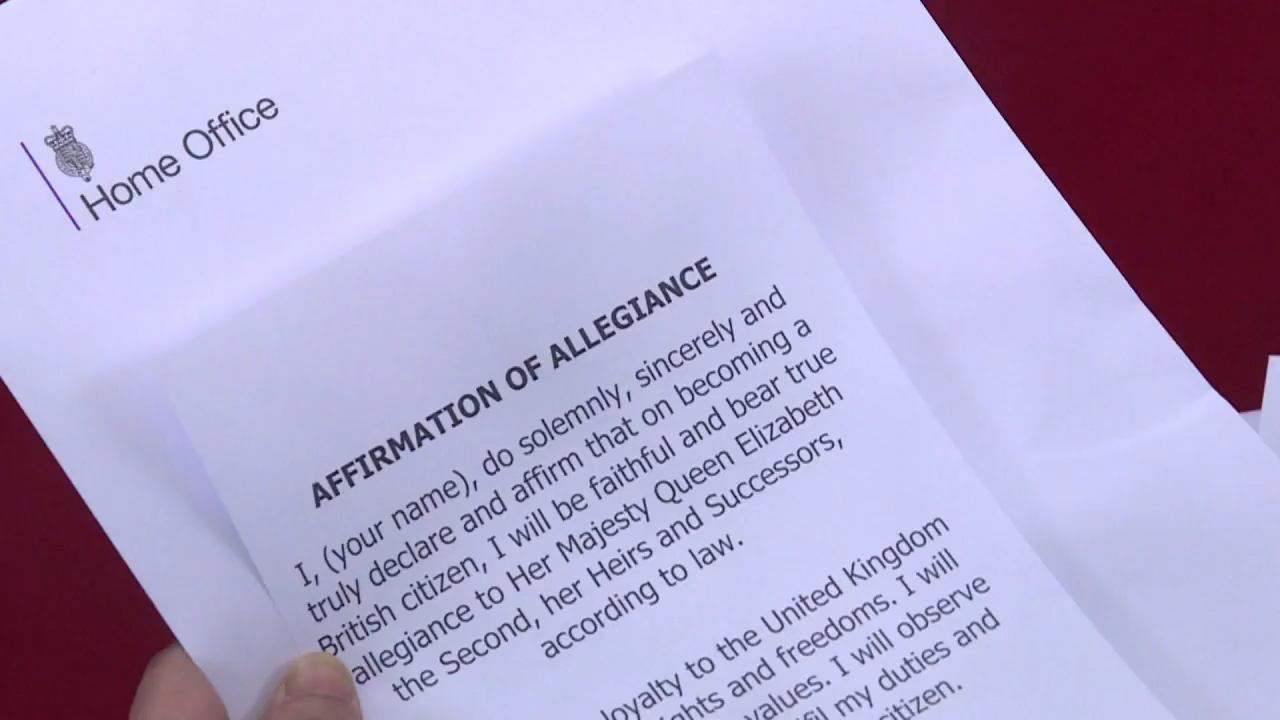 Home Office
AFFIRMATION OF ALLEGIANCE
I, (your name), do solemnly, sincerely and
truly declare and affirm that on becoming a
British citizen, I will be faithful and bear true
allegiance to Her Majesty Queen Elizabeth
the Second, her Heirs and Successors,
according to law.
loyalty to the United Kingdom
and freedoms. I will
values. I will observe
my duties and
citizen.